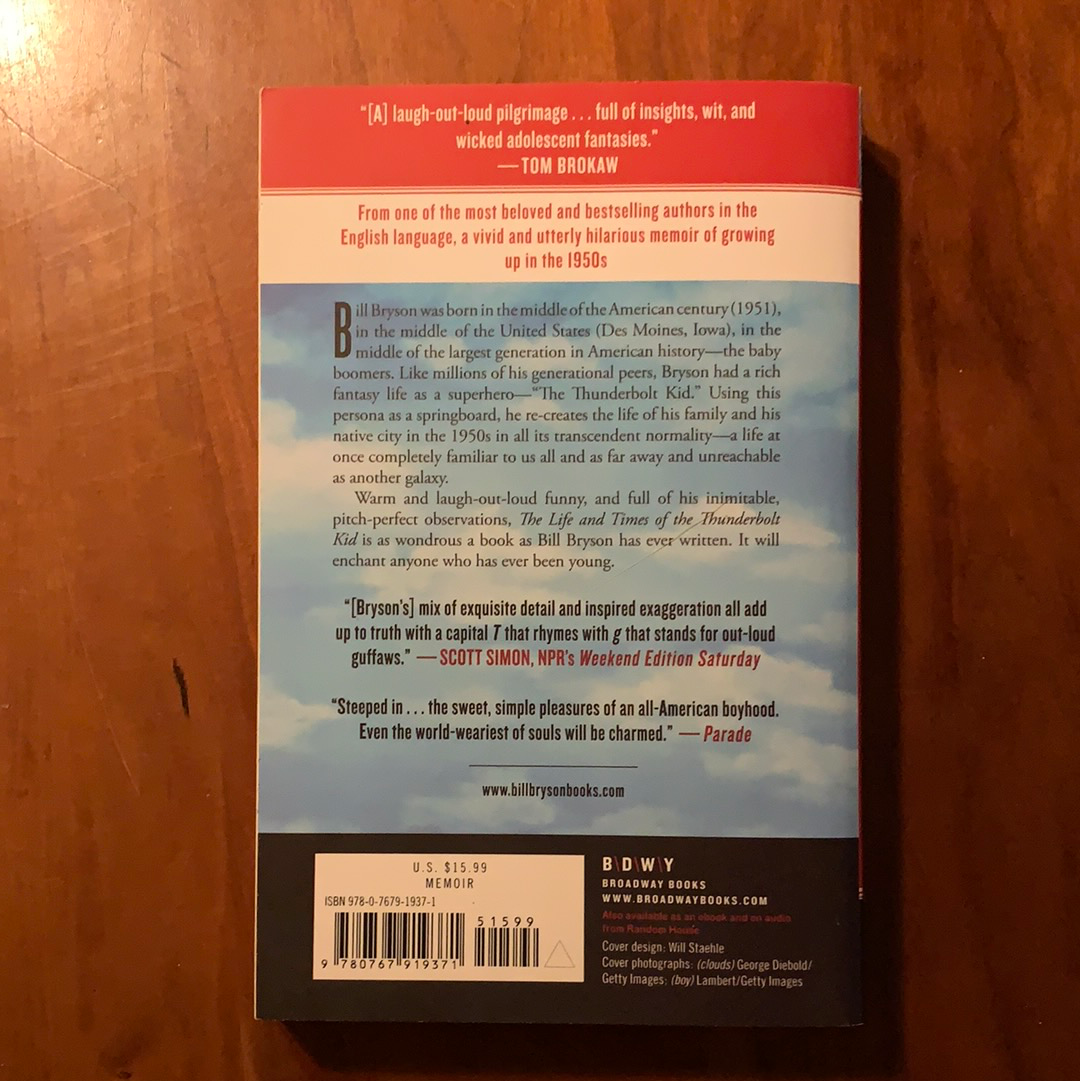 “[A] laugh-out-loud pilgrimage . . . full of insights, wit, and
wicked adolescent fantasies.”
—TOM BROKAW
From one of the most beloved and bestselling authors in the
English language, a vivid and utterly hilarious memoir of growing
up in the 1950s
Bill Bryson was born in the middle of the American century (1951),
in the middle of the United States (Des Moines, Iowa), in the
middle of the largest generation in American history—the baby
boomers. Like millions of his generational peers, Bryson had a rich
fantasy life as a superhero—“The Thunderbolt Kid.” Using this
persona as a springboard, he re-creates the life of his family and his
native city in the 1950s in all its transcendent normality—a life at
once completely familiar to us all and as far away and unreachable
as another galaxy.
Warm and laugh-out-loud funny, and full of his inimitable,
pitch-perfect observations, The Life and Times of the Thunderbolt
Kid is as wondrous a book as Bill Bryson has ever written. It will
enchant anyone who has ever been young.
“[Bryson’s] mix of exquisite detail and inspired exaggeration all add
up to truth with a capital T that rhymes with g that stands for out-loud
guffaws.” —SCOTT SIMON, NPR’s Weekend Edition Saturday
“Steeped in . . . the sweet, simple pleasures of an all-American boyhood.
Even the world-weariest of souls will be charmed.” —Parade
www.billbrysonbooks.com
U.S. $15.99
MEMOIR
ISBN 978-0-7679-1937-1
51599
9 780767 919371
B\D\W\Y
BROADWAY BOOKS
WWW.BROADWAYBOOKS.COM
Also available as an ebook and on audio
from Random House
Cover design: Will Staehle
Cover photographs: (clouds) George Diebold/
Getty Images: (boy) Lambert/Getty Images